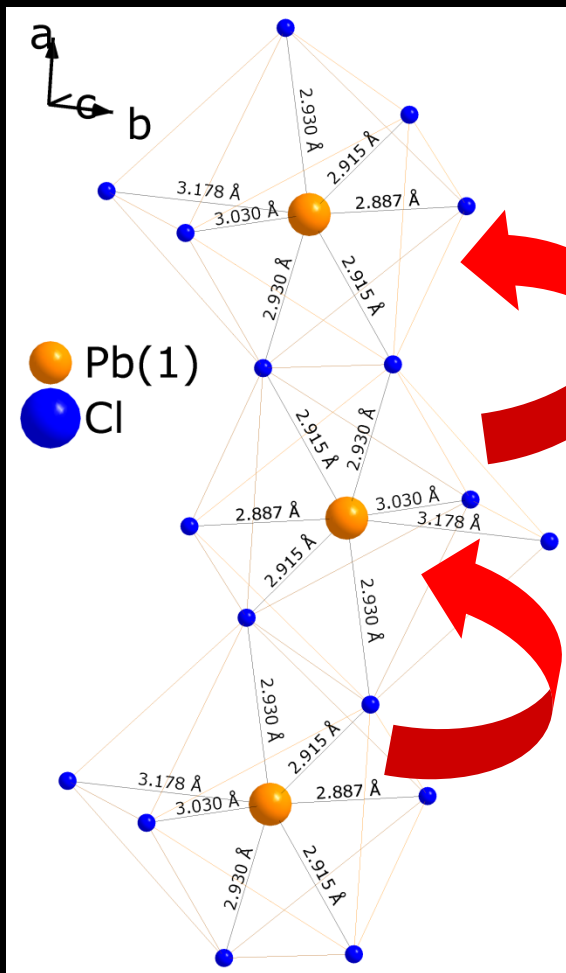 a
c
b
2.930 Å
2.915 Å
3.178 Å
3.030 Å
2.887 Å
2.930 Å
2.915 Å
Pb(1)
Cl
2.915 Å
2.930 Å
3.030 Å
2.887 Å
3.178 Å
2.915 Å
2.930 Å
2.930 Å
2.915 Å
3.178 Å
3.030 Å
2.887 Å
2.930 Å
2.915 Å